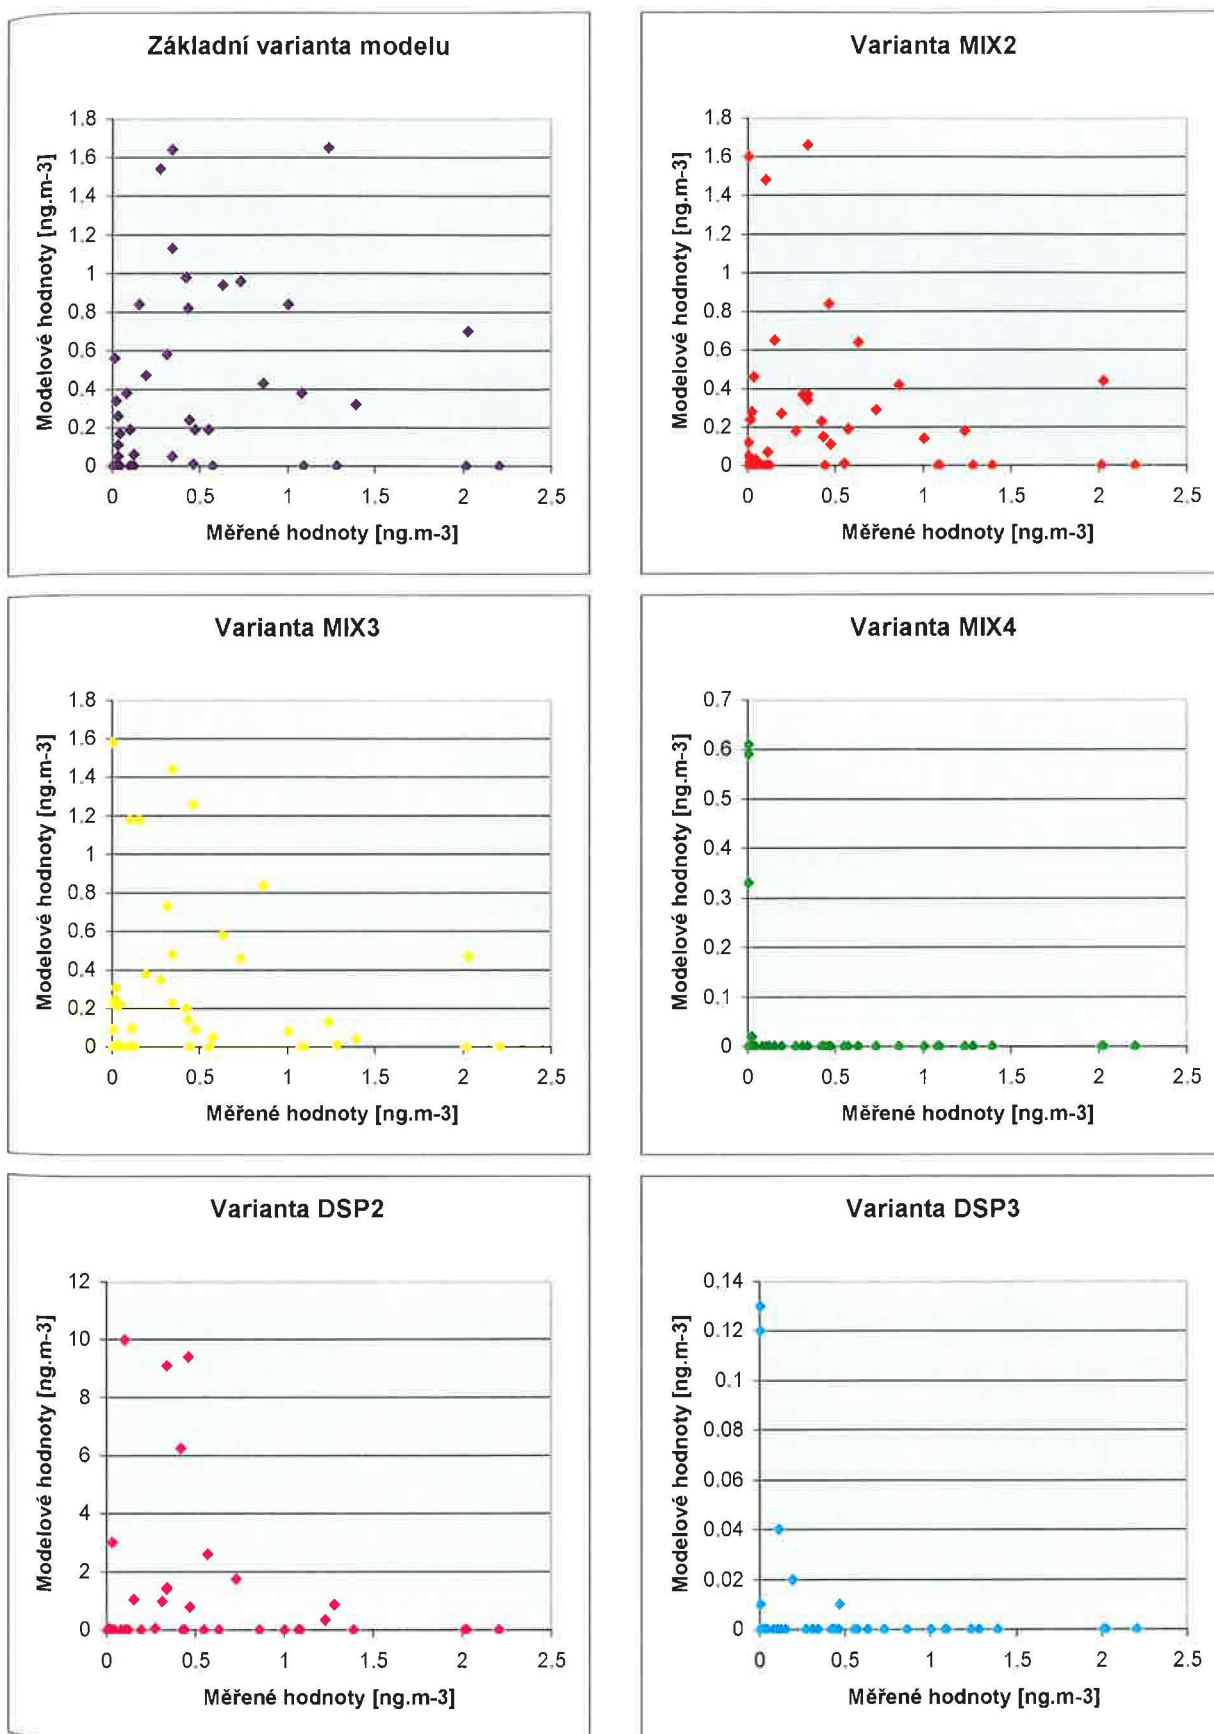 Základní varianta modelu
Modelové hodnoty [ng.m-3]
1.8
1.6
1.4
1.2
1
0.8
0.6
0.4
0.2
0
0 0.5 1 1.5 2 2.5
Měřené hodnoty [ng.m-3]
Varianta MIX2
Modelové hodnoty [ng.m-3]
1.8
1.6
1.4
1.2
1
0.8
0.6
0.4
0.2
0
0 0.5 1 1.5 2 2.5
Měřené hodnoty [ng.m-3]
Varianta MIX3
Modelové hodnoty [ng.m-3]
1.8
1.6
1.4
1.2
1
0.8
0.6
0.4
0.2
0
0 0.5 1 1.5 2 2.5
Měřené hodnoty [ng.m-3]
Varianta MIX4
Modelové hodnoty [ng.m-3]
0.7
0.6
0.5
0.4
0.3
0.2
0.1
0
0 0.5 1 1.5 2 2.5
Měřené hodnoty [ng.m-3]
Varianta DSP2
Modelové hodnoty [ng.m-3]
12
10
8
6
4
2
0
0 0.5 1 1.5 2 2.5
Měřené hodnoty [ng.m-3]
Varianta DSP3
Modelové hodnoty [ng.m-3]
0.14
0.12
0.1
0.08
0.06
0.04
0.02
0
0 0.5 1 1.5 2 2.5
Měřené hodnoty [ng.m-3]